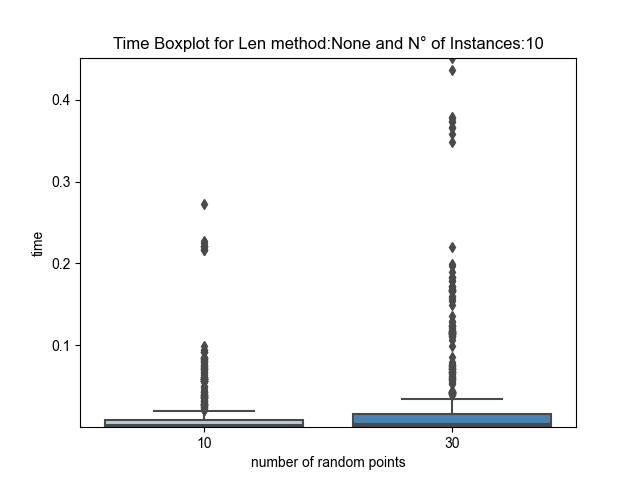 Time Boxplot for Len method:None and N° of Instances:10
0.4
0.3
0.2
0.1
time
10 30
number of random points